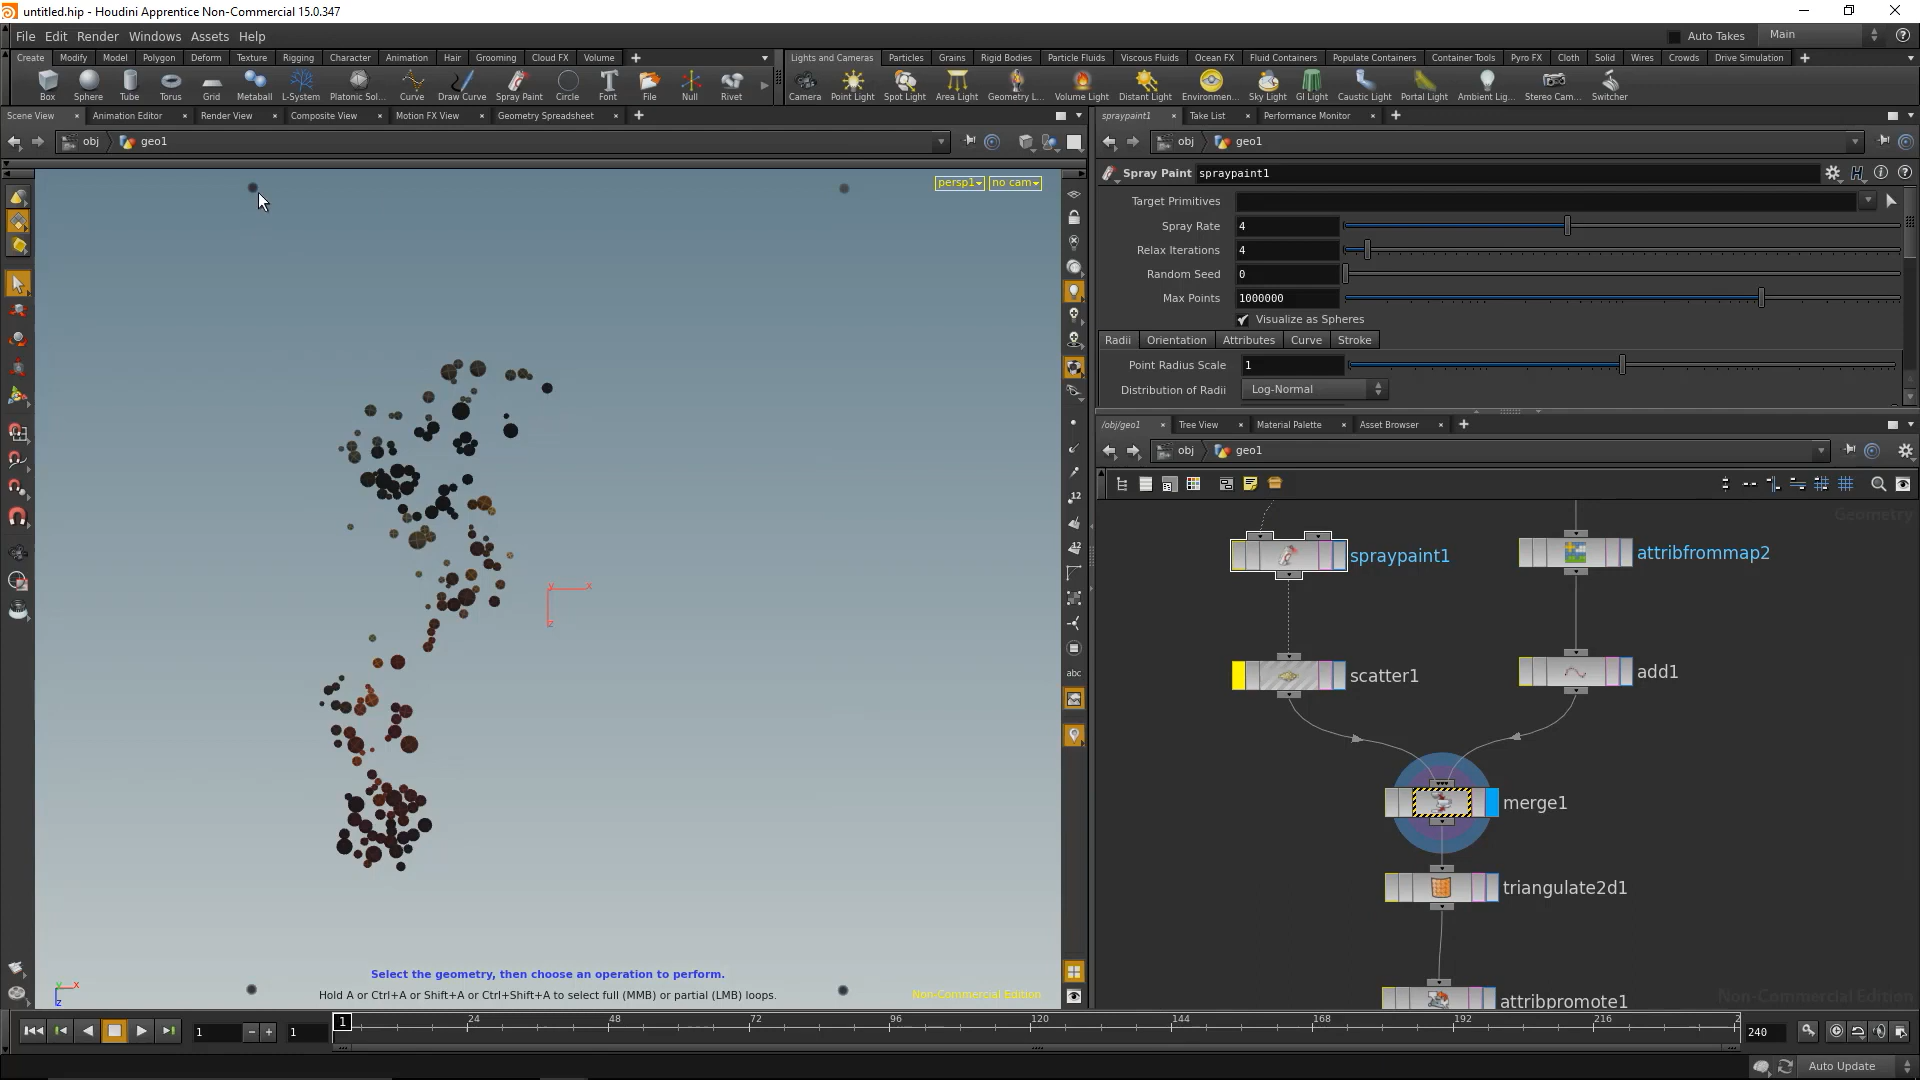 untitled.hip - Houdini Apprentice Non-Commercial 15.0.347
File Edit Render Windows Assets Help
Auto Takes Main
Create Modify Model Polygon Deform Texture Rigging Character Animation Hair Grooming Cloud FX Volume
Lights and Cameras Particles Grains Rigid Bodies Particle Fluids Viscous Fluids Ocean FX Fluid Containers Populate Containers Container Tools Pyro FX Cloth Solid Wires Crowds Drive Simulation
Box Sphere Tube Torus Grid Metaball L-System Platonic Sol... Curve Draw Curve Spray Paint Circle Font File Null Rivet
Camera Point Light Spot Light Area Light Geometry L... Volume Light Distant Light Environmen... Sky Light GI Light Caustic Light Portal Light Ambient Lig... Stereo Cam... Switcher
Scene View Animation Editor Render View Composite View Motion FX View Geometry Spreadsheet
spraypaint1 Take List Performance Monitor
obj geo1
obj geo1
Spray Paint spraypaint1
persp1 no cam
Target Primitives
Spray Rate 4
Relax Iterations 4
Random Seed 0
Max Points 1000000
Visualize as Spheres
Radii Orientation Attributes Curve Stroke
Point Radius Scale 1
Distribution of Radii Log-Normal
/obj/geo1 Tree View Material Palette Asset Browser
obj geo1
Geometry
spraypaint1
attribfrommap2
scatter1
add1
merge1
triangulate2d1
attribpromote1
Non-Commercial Edition
12
12
abc
y x
z
y x
z
Select the geometry, then choose an operation to perform.
Hold A or Ctrl+A or Shift+A or Ctrl+Shift+A to select full (MMB) or partial (LMB) loops.
Non-Commercial Edition
1 1 1 24 48 72 96 120 144 168 192 216 2 240
Auto Update